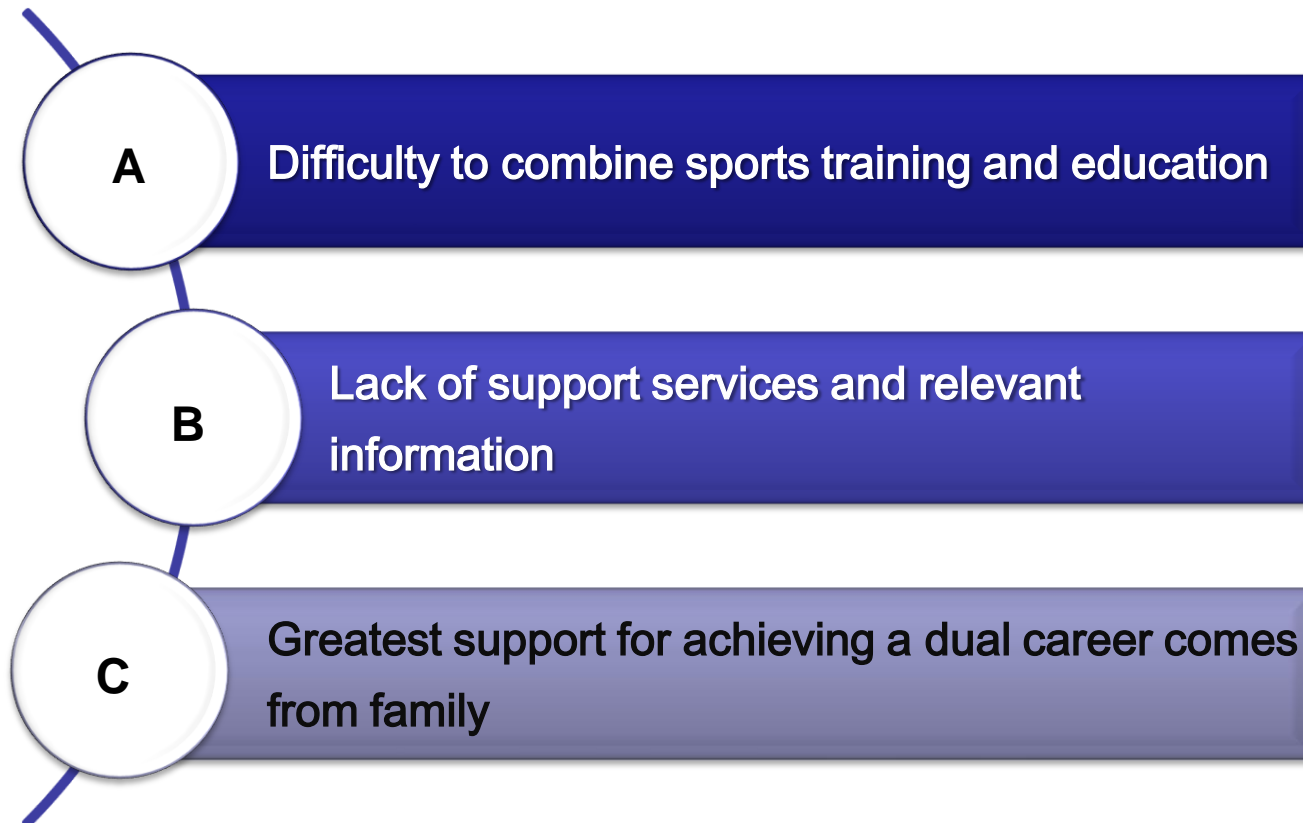 A
Difficulty to combine sports training and education
B
Lack of support services and relevant
information
C
Greatest support for achieving a dual career comes
from family